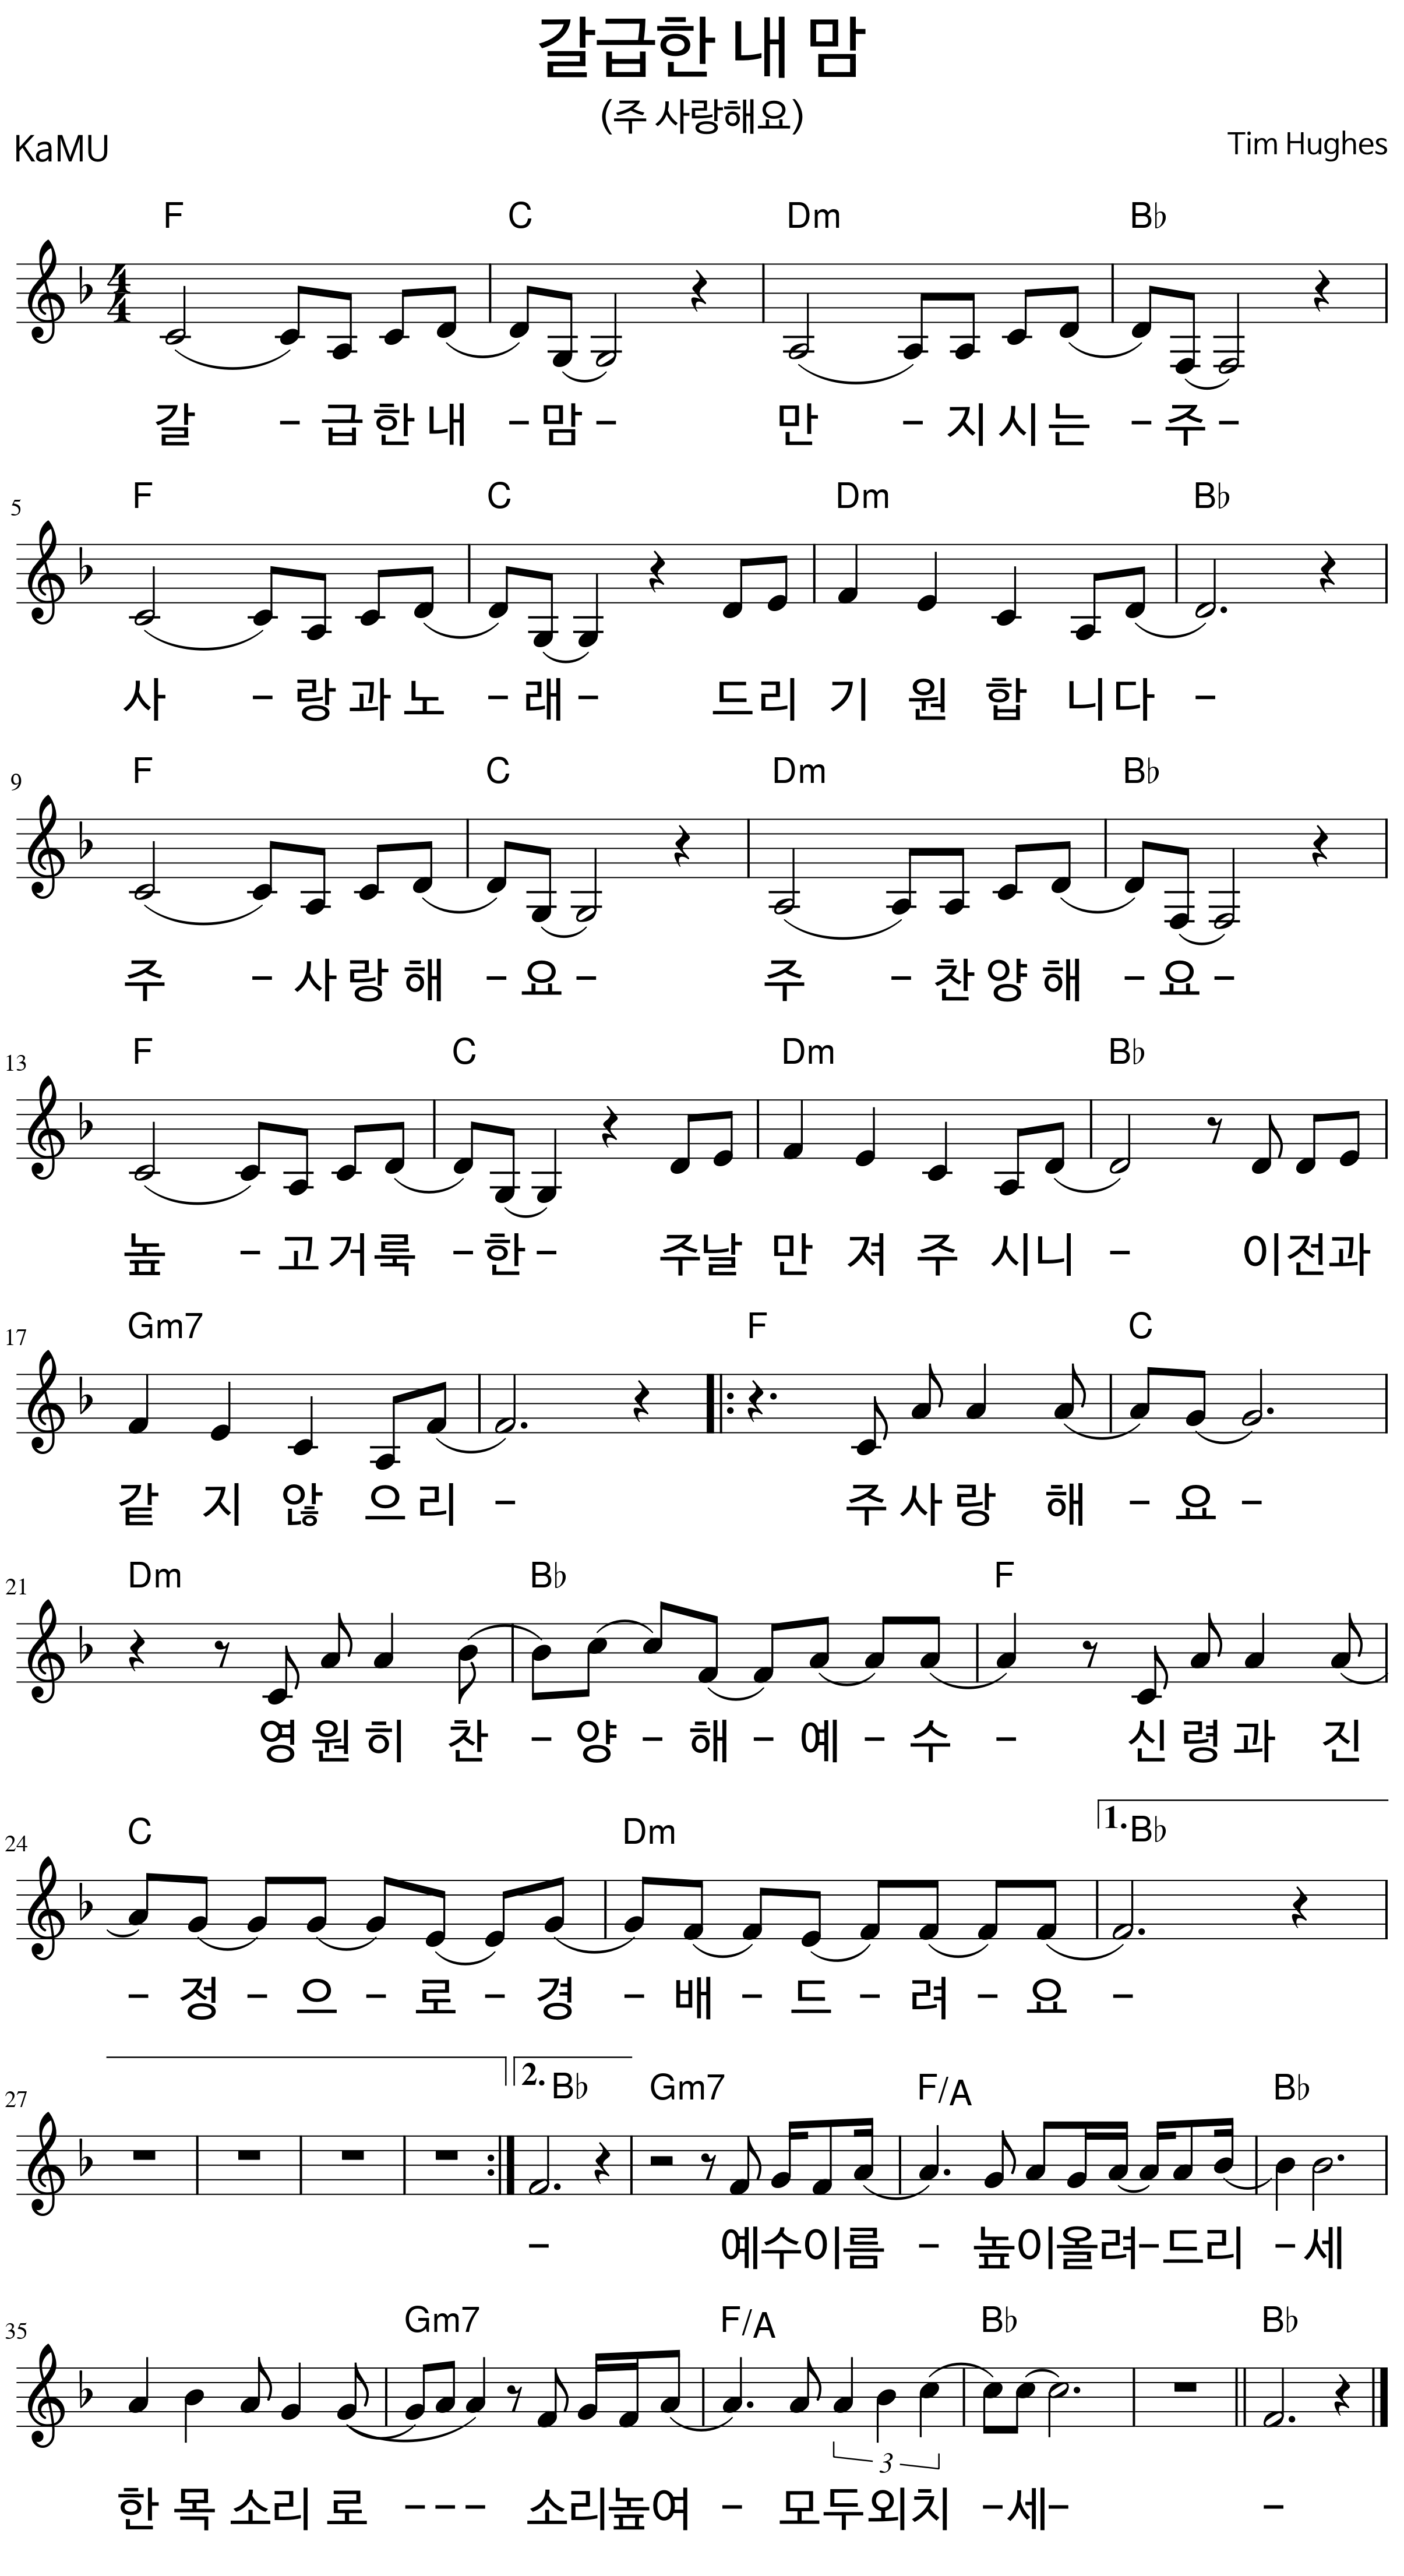 갈급한 내 맘
(주 사랑해요)
KaMU
Tim Hughes
F C Dm B♭
4/4
갈 - 급 한 내 - 맘 - 만 - 지 시 는 - 주 -
5
F C Dm B♭
사 - 랑 과 노 - 래 - 드리 기 원 합 니다 -
9
F C Dm B♭
주 - 사 랑 해 - 요 - 주 - 찬 양 해 - 요 -
13
F C Dm B♭
높 - 고 거 룩 - 한 - 주날 만 져 주 시니 - 이전과
17
Gm7 F C
같 지 않 으 리 - 주 사 랑 해 - 요 -
21
Dm B♭ F
영 원 히 찬 - 양 - 해 - 예 - 수 - 신 령 과 진
24
C Dm 1. B♭
- 정 - 으 - 로 - 경 - 배 - 드 - 려 - 요 -
27
2. B♭ Gm7 F/A B♭
- 예수이름 - 높이올려-드리 - 세
35
Gm7 F/A B♭ B♭
3
한 목 소 리 로 - - - 소리높여 - 모두외치 -세- -